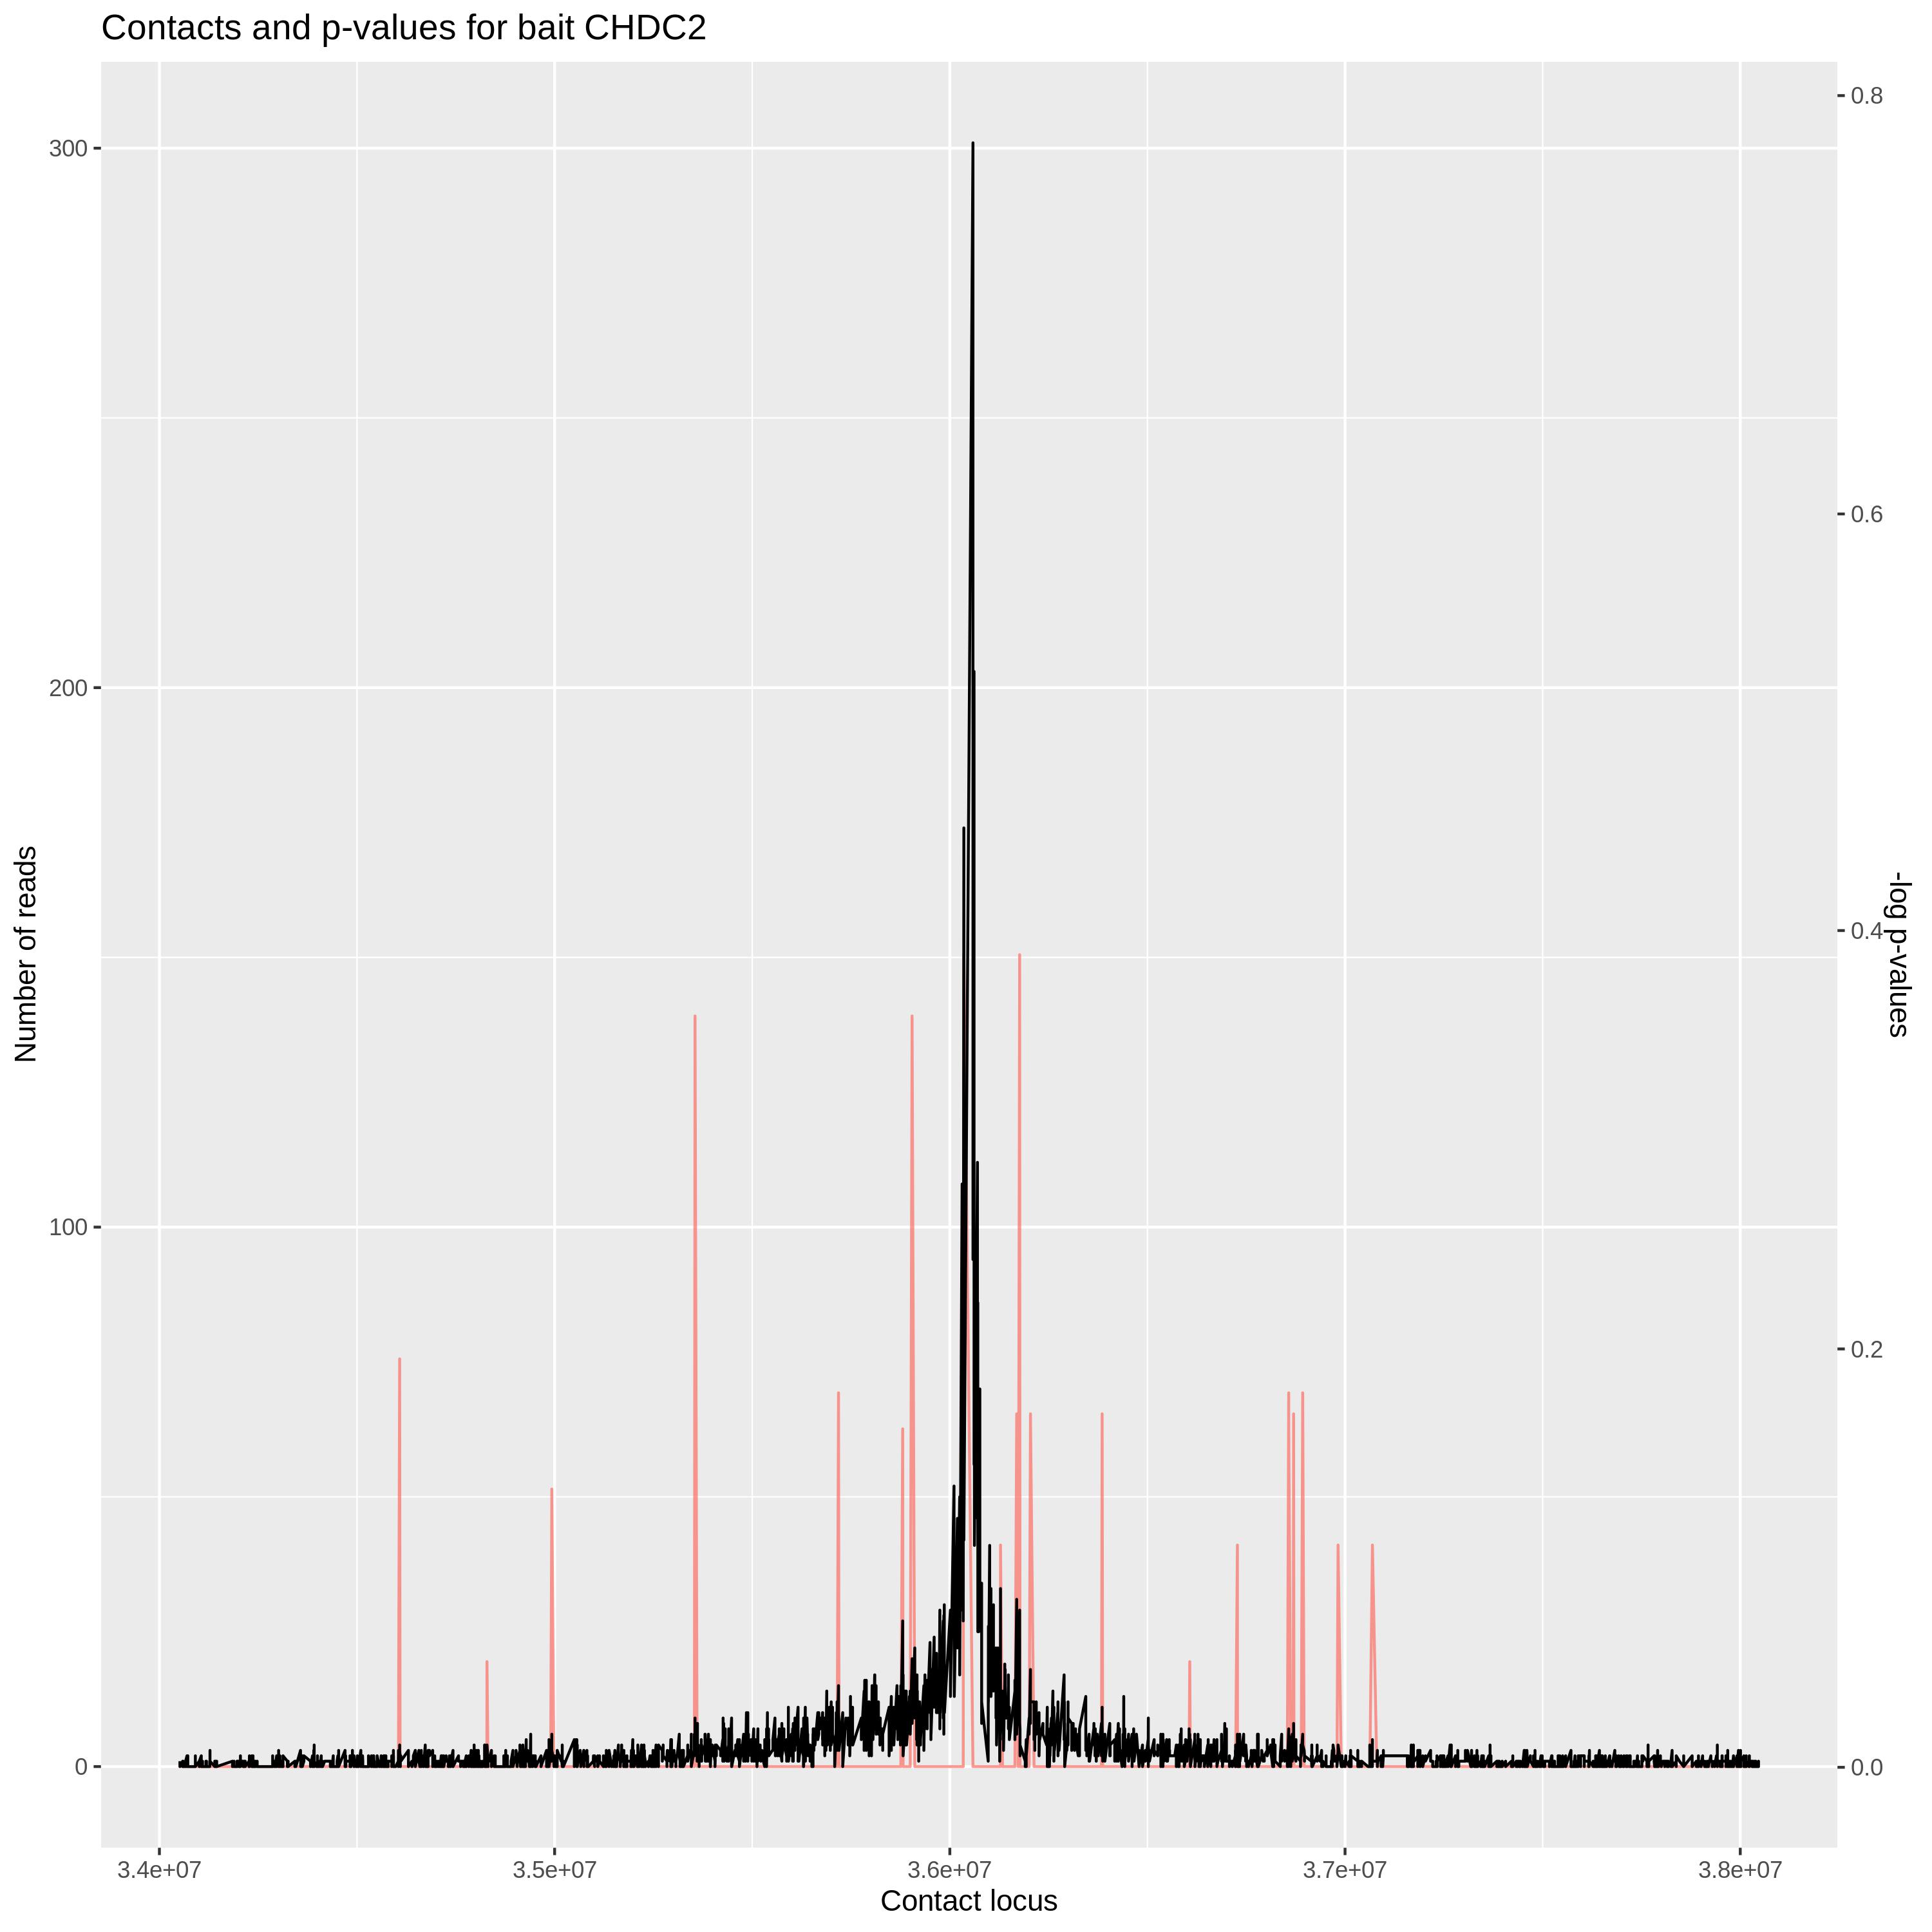 Contacts and p-values for bait CHDC2
300
200
100
0
Number of reads
0.8
0.6
0.4
0.2
0.0
-log p-values
3.4e+07
3.5e+07
3.6e+07
3.7e+07
3.8e+07
Contact locus